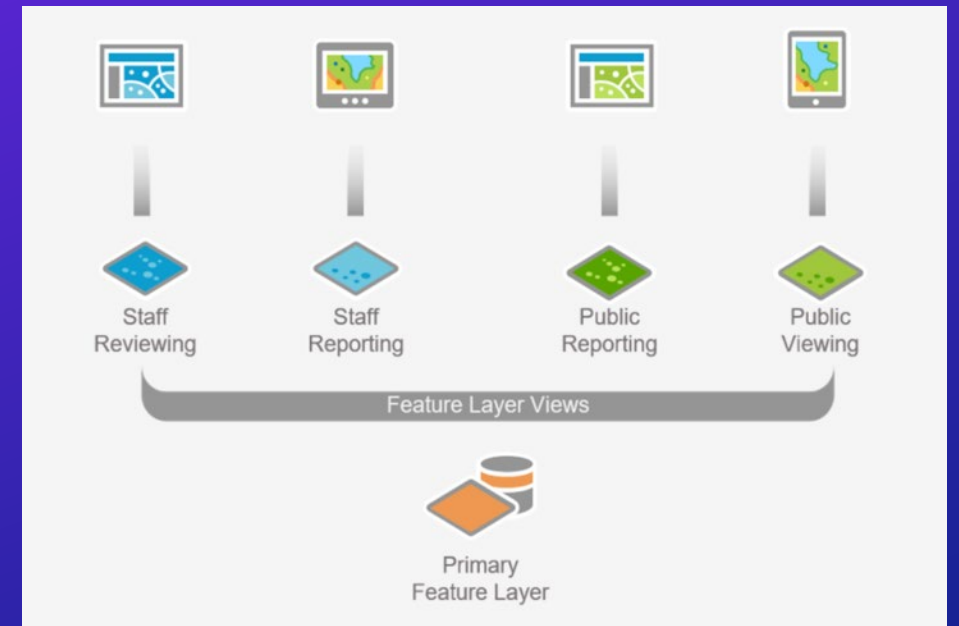 Staff
Reviewing
Staff
Reporting
Public
Reporting
Public
Viewing
Feature Layer Views
Primary
Feature Layer